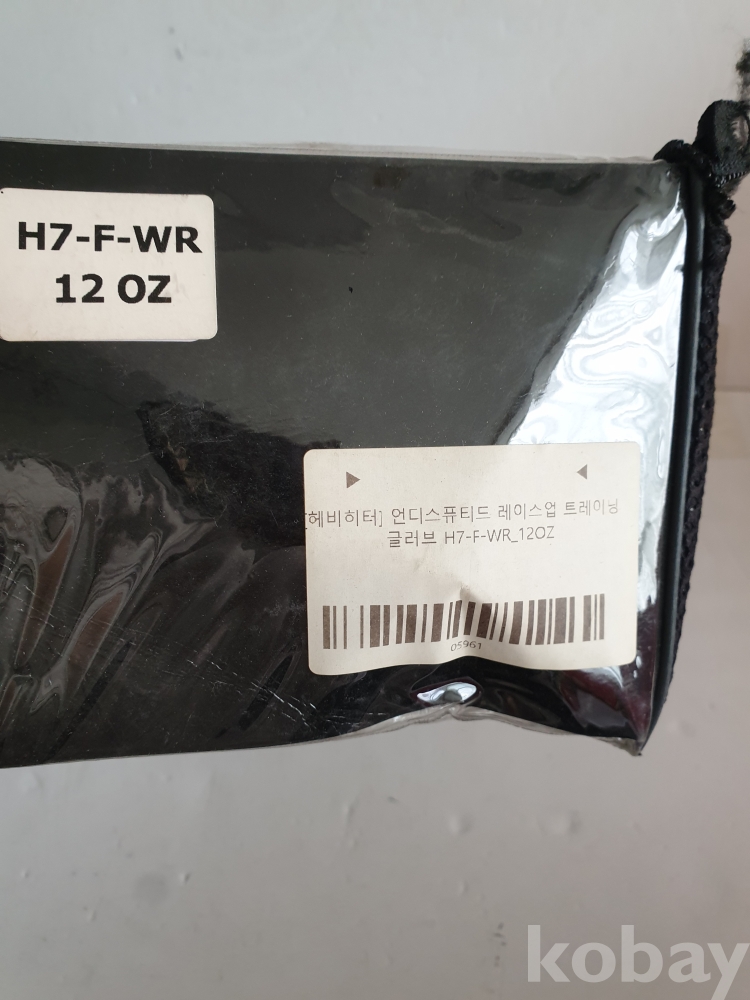 H7-F-WR
12 OZ
[헤비히터] 언디스퓨티드 레이스업 트레이닝
글러브 H7-F-WR_12OZ
05961
kobay